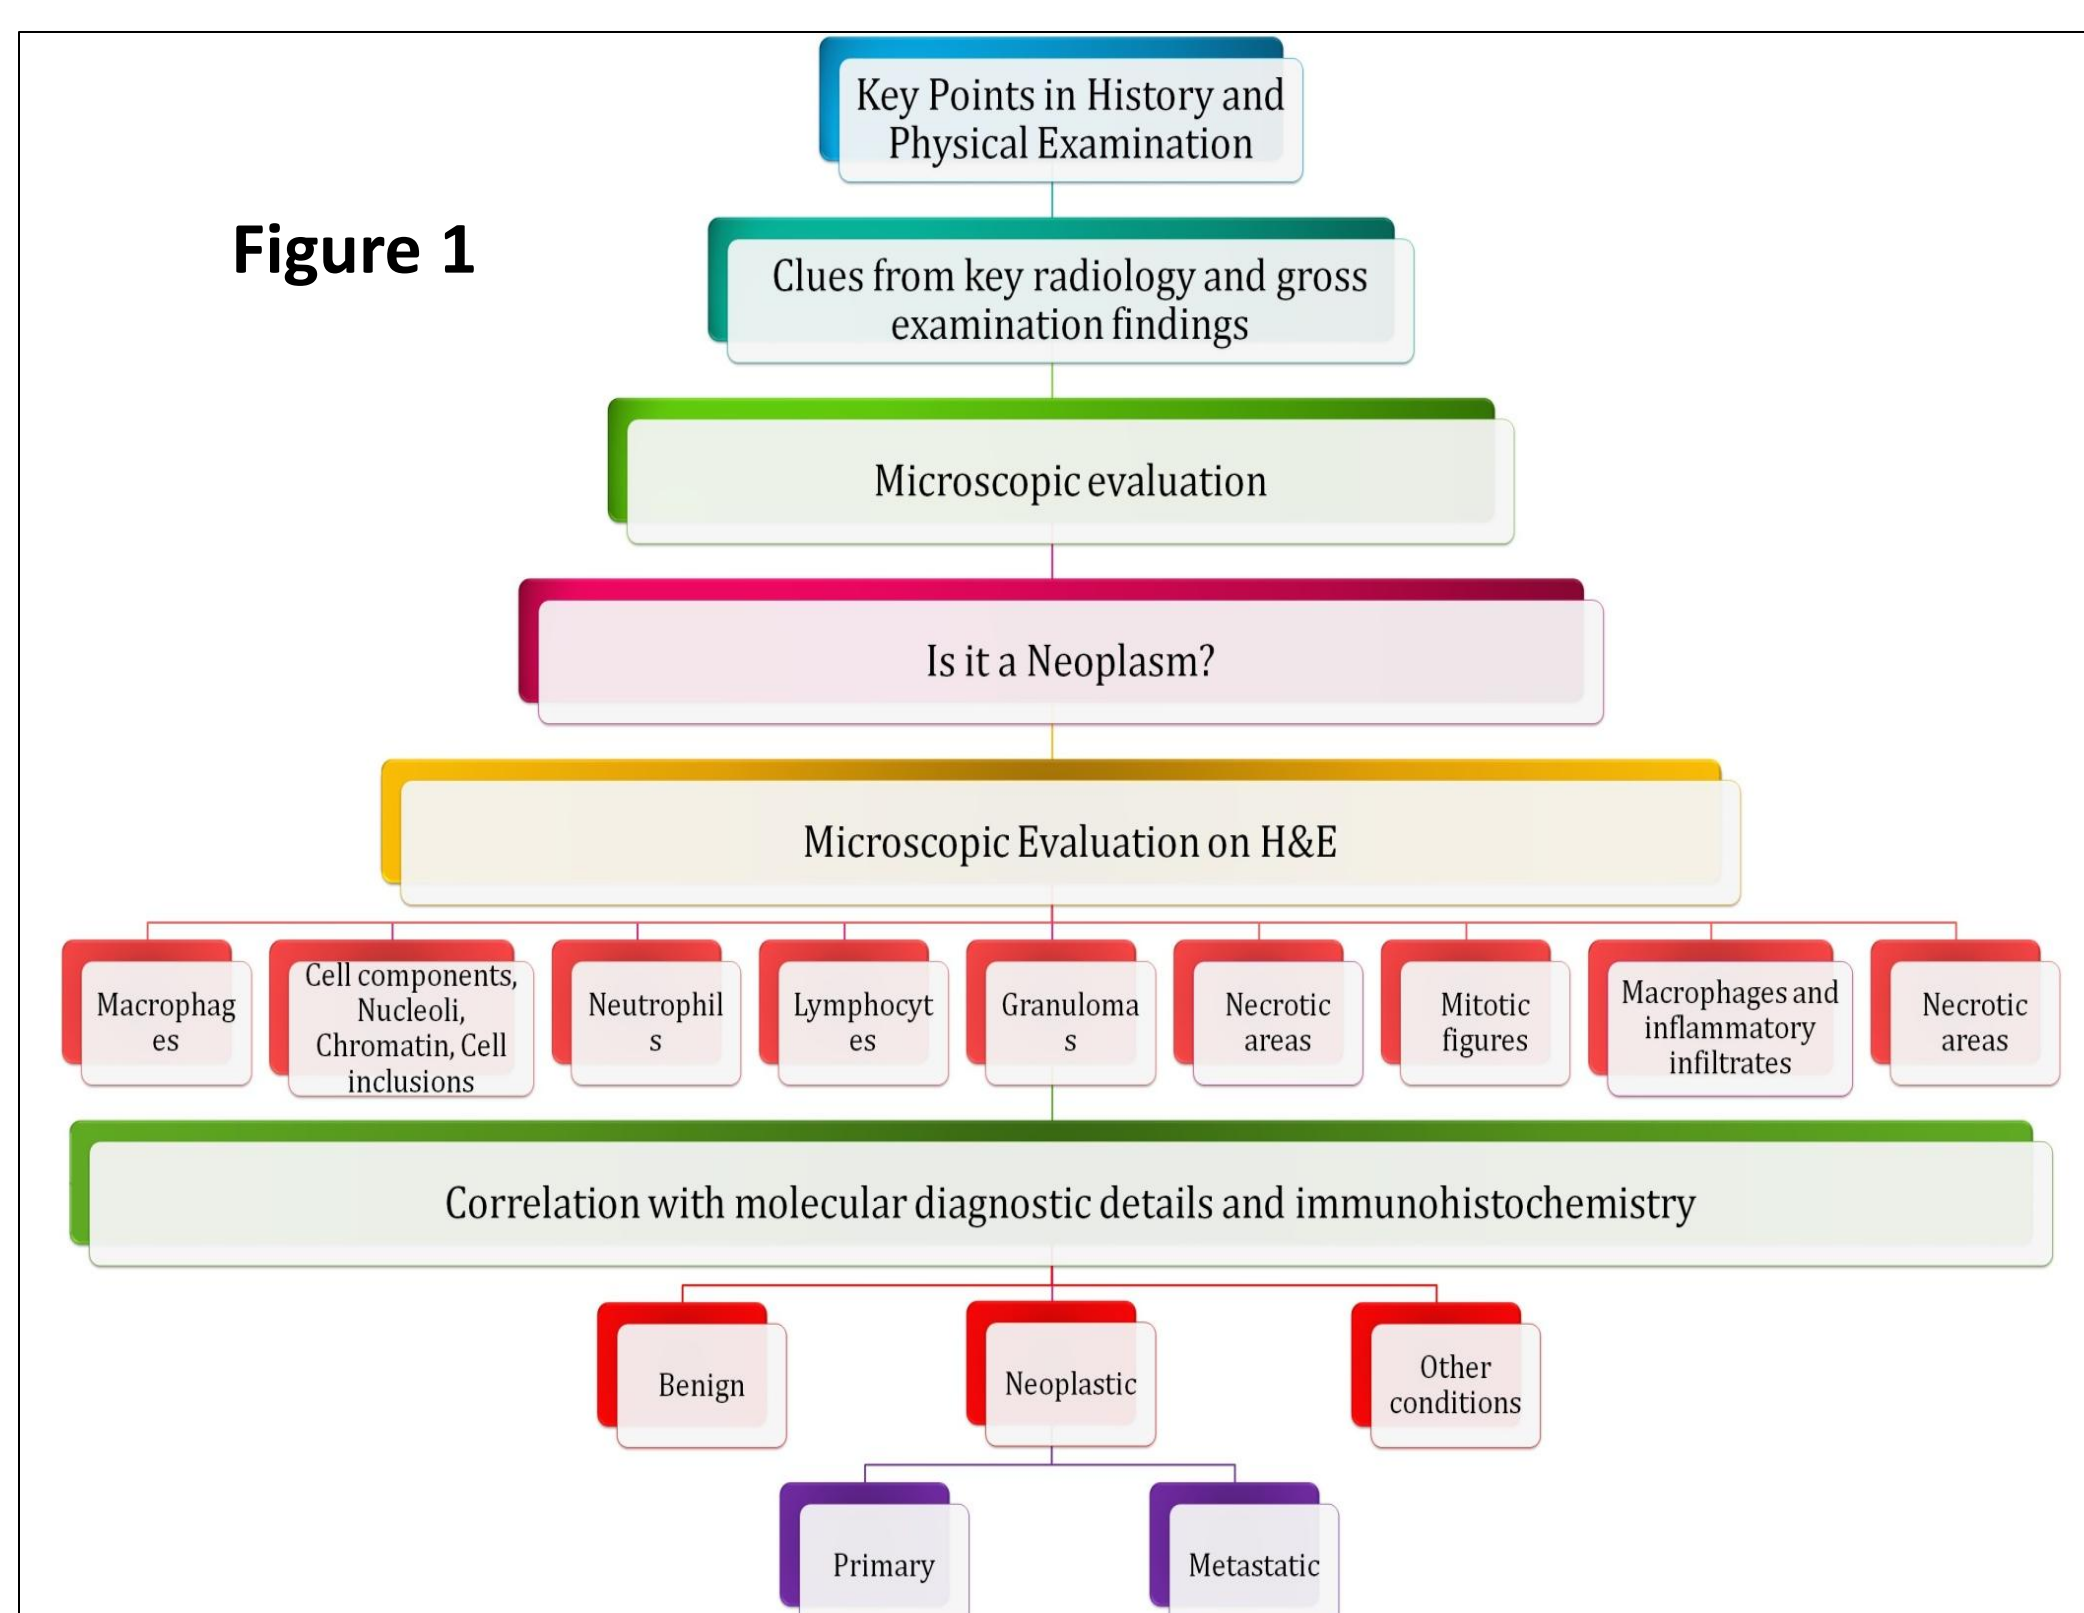 Key Points in History and
Physical Examination
Figure 1
Clues from key radiology and gross
examination findings
Microscopic evaluation
Is it a Neoplasm?
Microscopic Evaluation on H&E
Macrophag
es
Cell components,
Nucleoli,
Chromatin, Cell
inclusions
Neutrophil
s
Lymphocyt
es
Granuloma
s
Necrotic
areas
Mitotic
figures
Macrophages and
inflammatory
infiltrates
Necrotic
areas
Correlation with molecular diagnostic details and immunohistochemistry
Benign
Neoplastic
Other
conditions
Primary
Metastatic